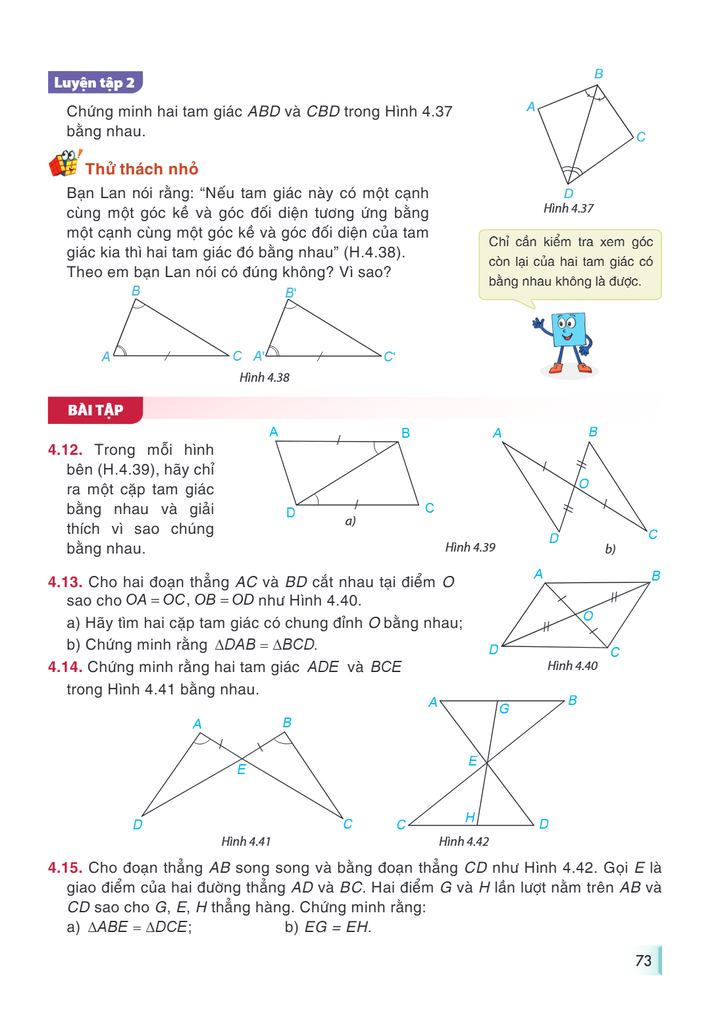 Luyện tập 2
Chứng minh hai tam giác ABD và CBD trong Hình 4.37
bằng nhau.
B
A
C
D
Hình 4.37
Thử thách nhỏ
Bạn Lan nói rằng: “Nếu tam giác này có một cạnh
cùng một góc kề và góc đối diện tương ứng bằng
một cạnh cùng một góc kề và góc đối diện của tam
giác kia thì hai tam giác đó bằng nhau” (H.4.38).
Theo em bạn Lan nói có đúng không? Vì sao?
Chỉ cần kiểm tra xem góc
còn lại của hai tam giác có
bằng nhau không là được.
B
B'
A
C
A'
C'
Hình 4.38
BÀI TẬP
4.12. Trong mỗi hình
bên (H.4.39), hãy chỉ
ra một cặp tam giác
bằng nhau và giải
thích vì sao chúng
bằng nhau.
A
B
D
C
a)
A
B
O
D
C
b)
Hình 4.39
4.13. Cho hai đoạn thẳng AC và BD cắt nhau tại điểm O
sao cho OA = OC, OB = OD như Hình 4.40.
a) Hãy tìm hai cặp tam giác có chung đỉnh O bằng nhau;
b) Chứng minh rằng ΔDAB = ΔBCD.
A
B
O
D
C
Hình 4.40
4.14. Chứng minh rằng hai tam giác ADE và BCE
trong Hình 4.41 bằng nhau.
A
B
E
D
C
Hình 4.41
A
G
B
E
C
H
D
Hình 4.42
4.15. Cho đoạn thẳng AB song song và bằng đoạn thẳng CD như Hình 4.42. Gọi E là
giao điểm của hai đường thẳng AD và BC. Hai điểm G và H lần lượt nằm trên AB và
CD sao cho G, E, H thẳng hàng. Chứng minh rằng:
a) ΔABE = ΔDCE; b) EG = EH.
73